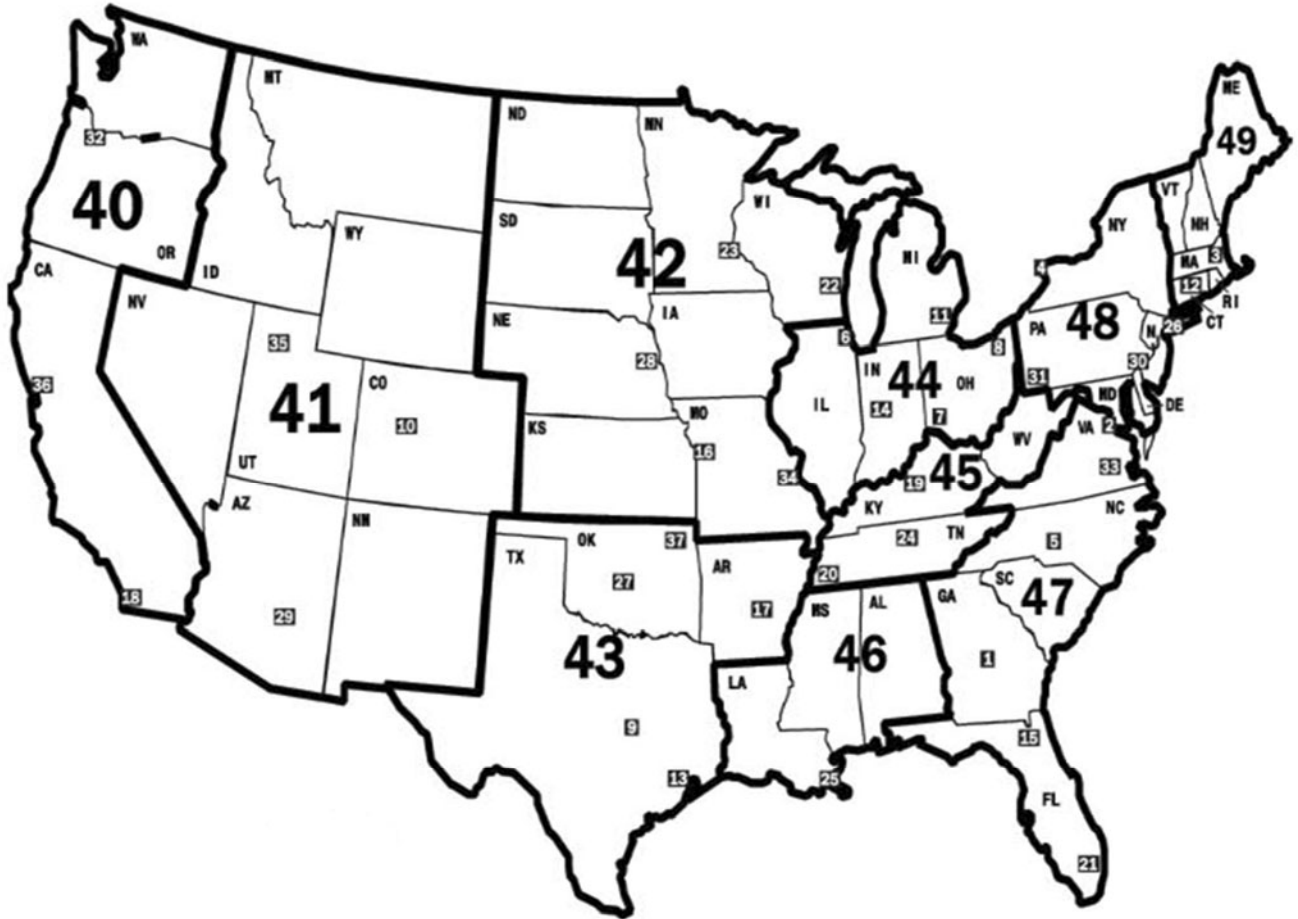 WA
MT
ND
MN
ME
49
32
40
OR
ID
WY
SD
42
WI
23
MI
NY
VT
NH
4
MA
3
12
RI
CA
NV
NE
IA
22
11
6
8
PA
48
N
26
CT
35
28
IN
44
OH
30
36
41
CO
10
KS
MO
IL
14
7
31
MD
DE
2
VA
WV
UT
16
34
19
45
33
AZ
NM
KY
NC
TX
OK
37
24
TN
5
AR
20
27
17
MS
AL
GA
SC
47
18
29
43
46
1
LA
9
15
13
25
FL
21